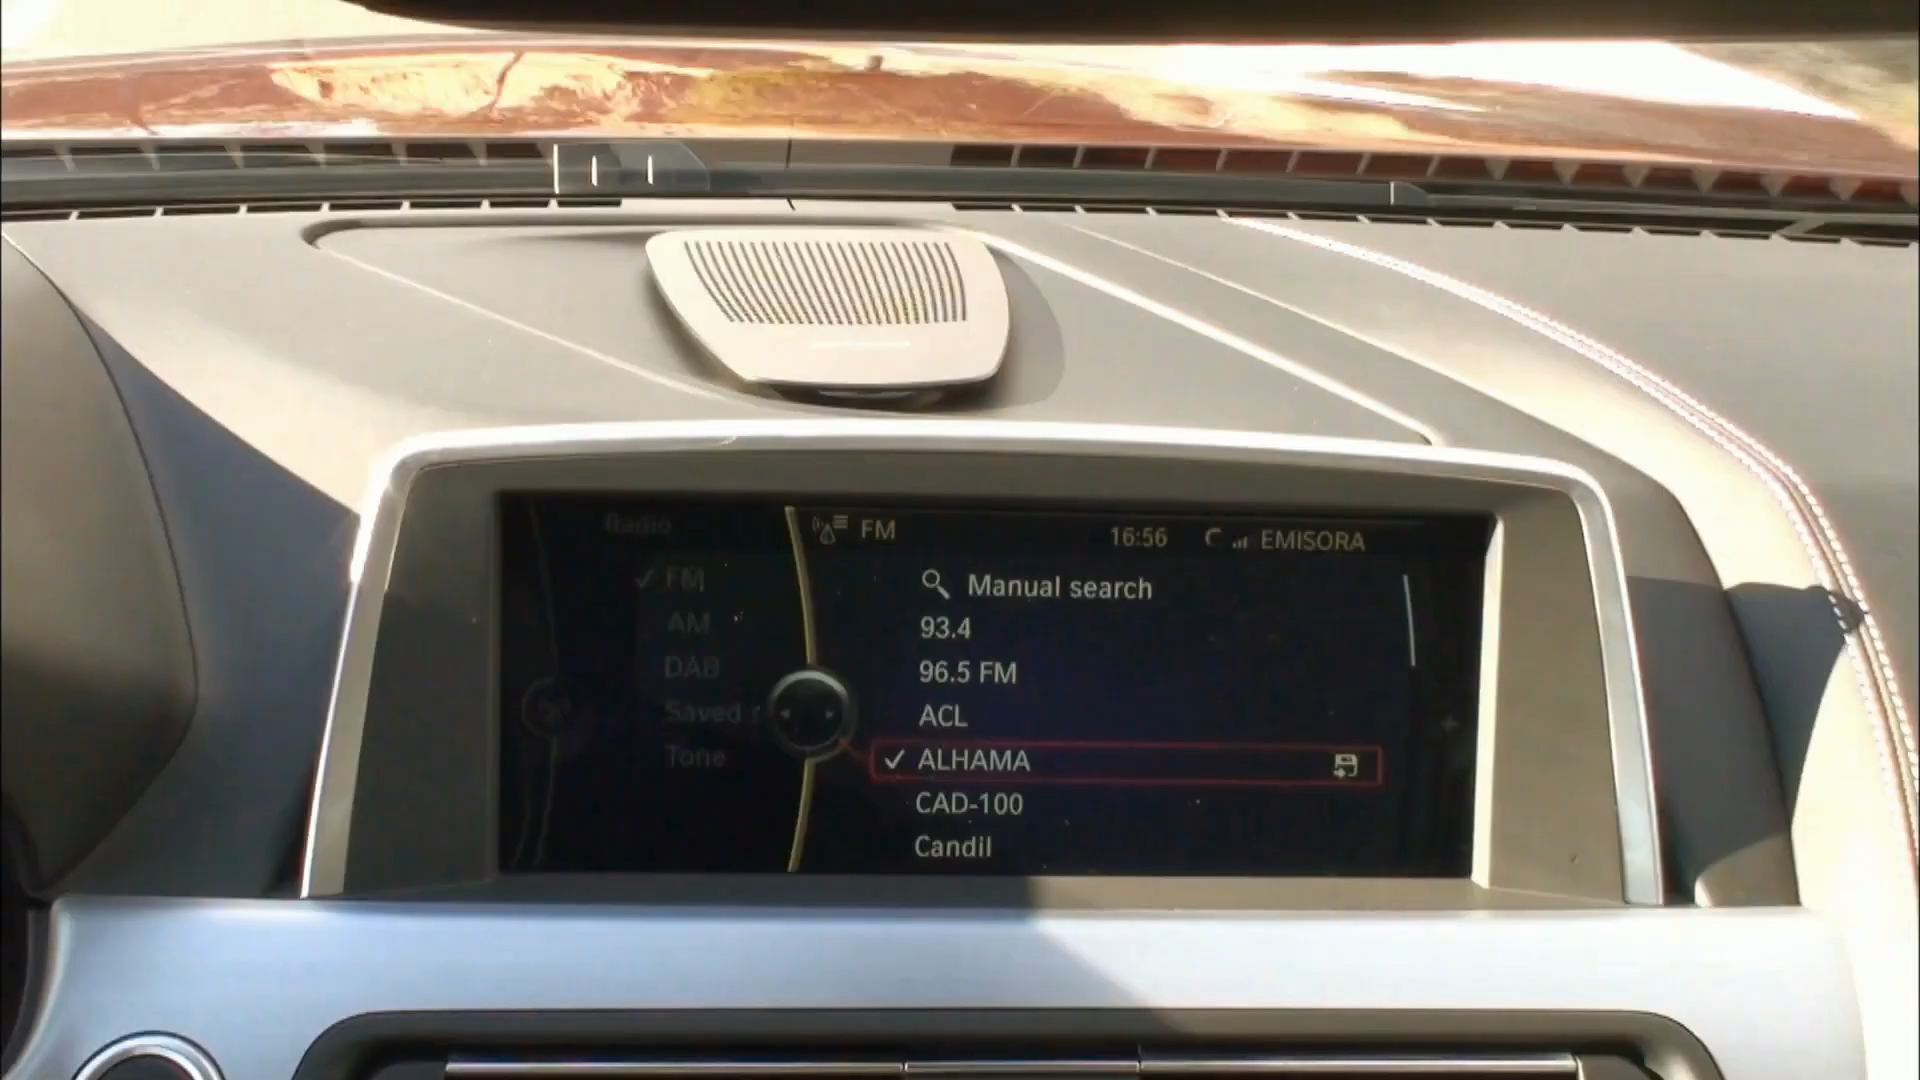 Radio
FM
AM
DAB
Saved
Tone
FM 16:56 EMISORA
Manual search
93.4
96.5 FM
ACL
ALHAMA
CAD-100
Candil